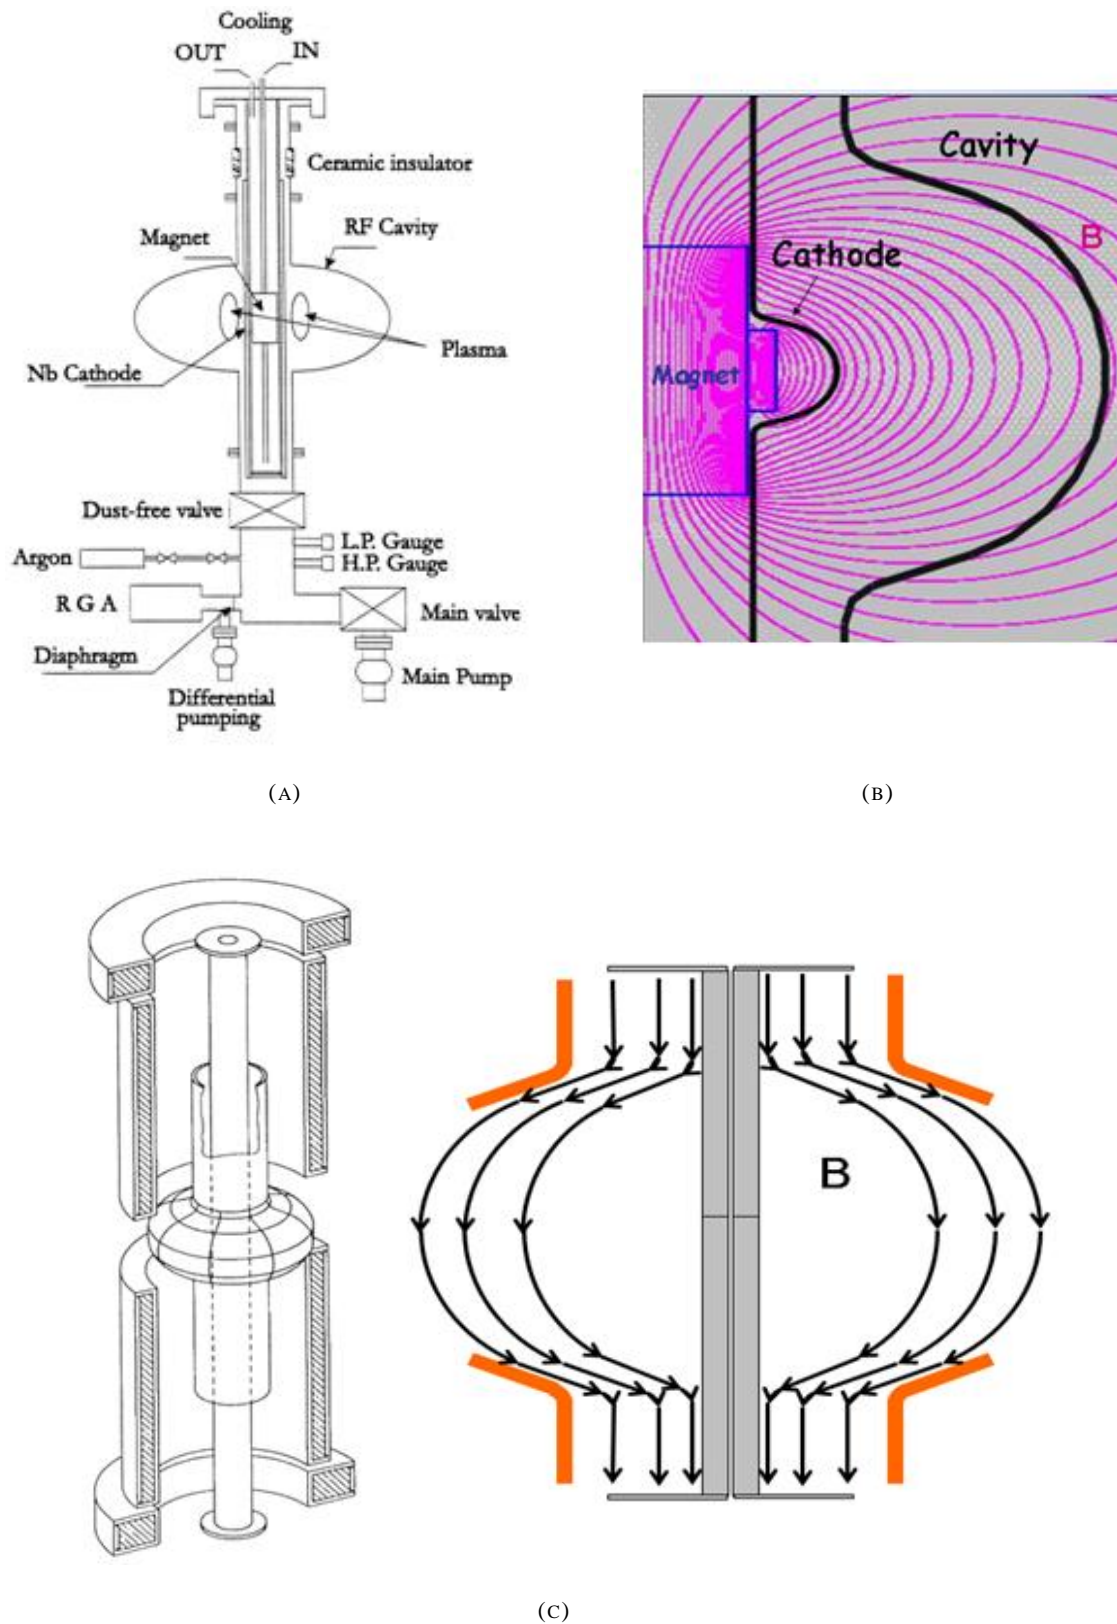 Cooling
OUT IN
Ceramic insulator
Magnet
RF Cavity
Plasma
Nb Cathode
Dust-free valve
L.P. Gauge
Argon
H.P. Gauge
R G A
Main valve
Diaphragm
Main Pump
Differential
pumping
(A)
Cavity
B
Cathode
Magnet
(B)
B
(C)